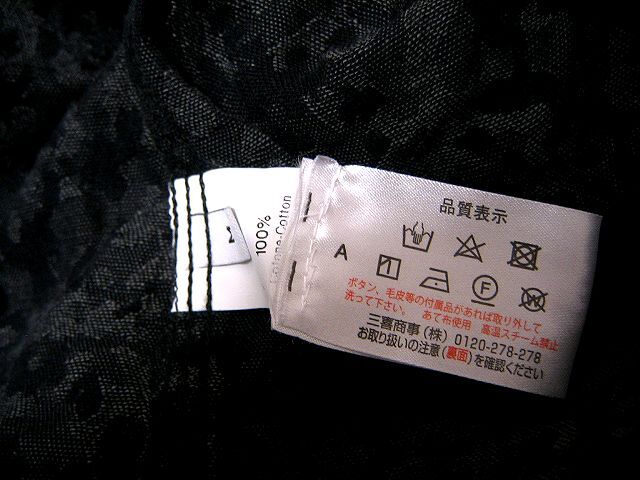 100%
Cotton
品質表示
A
ボタン、毛皮等の付属品があれば取り外して
洗って下さい。 あて布使用 高温スチーム禁止
三喜商事(株) 0120-278-278
お取り扱いの注意(裏面)を確認ください